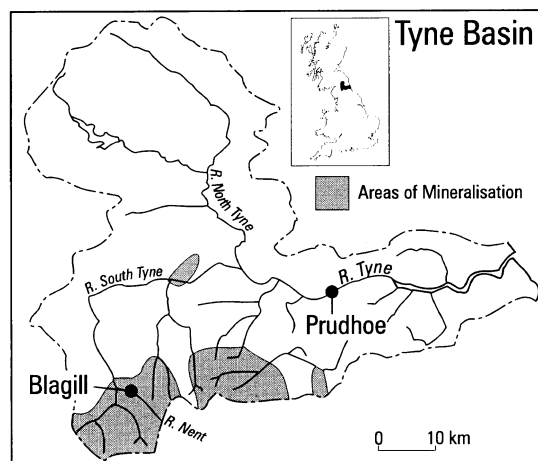 Tyne Basin
Areas of Mineralisation
R. North Tyne
R. South Tyne
R. Tyne
Prudhoe
Blagill
R. Nent
0 10 km